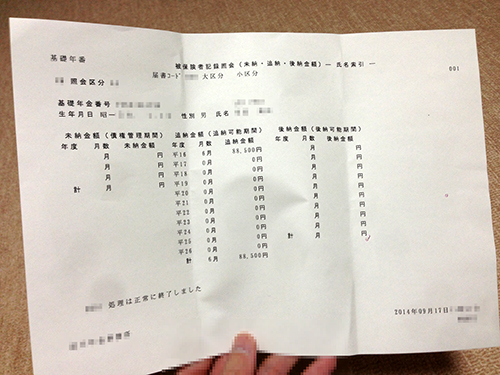 基礎年番
被保険者記録照会(未納・追納・後納金額)― 氏名索引 ―
001
届書コード 大区分 小区分
照会区分
基礎年金番号
生年月日 昭― 性別 男 氏名
未納金額(債権管理期間) 追納金額(追納可能期間) 後納金額(後納可能期間)
年度 月数 未納金額 年度 月数 追納金額 年度 月数 後納金額
月 円 平16 6月 88,500円 月 円
月 円 平17 0月 0円 月 円
月 円 平18 0月 0円 月 円
月 円 平19 0月 0円 月 円
計 月 円 平20 0月 0円 月 円
平21 0月 0円 月 円
平22 0月 0円 月 円
平23 0月 0円 月 円
平24 0月 0円 月 円
平25 0月 0円 計 月 円
平26 0月 0円
計 6月 88,500円
処理は正常に終了しました
2014年09月17日